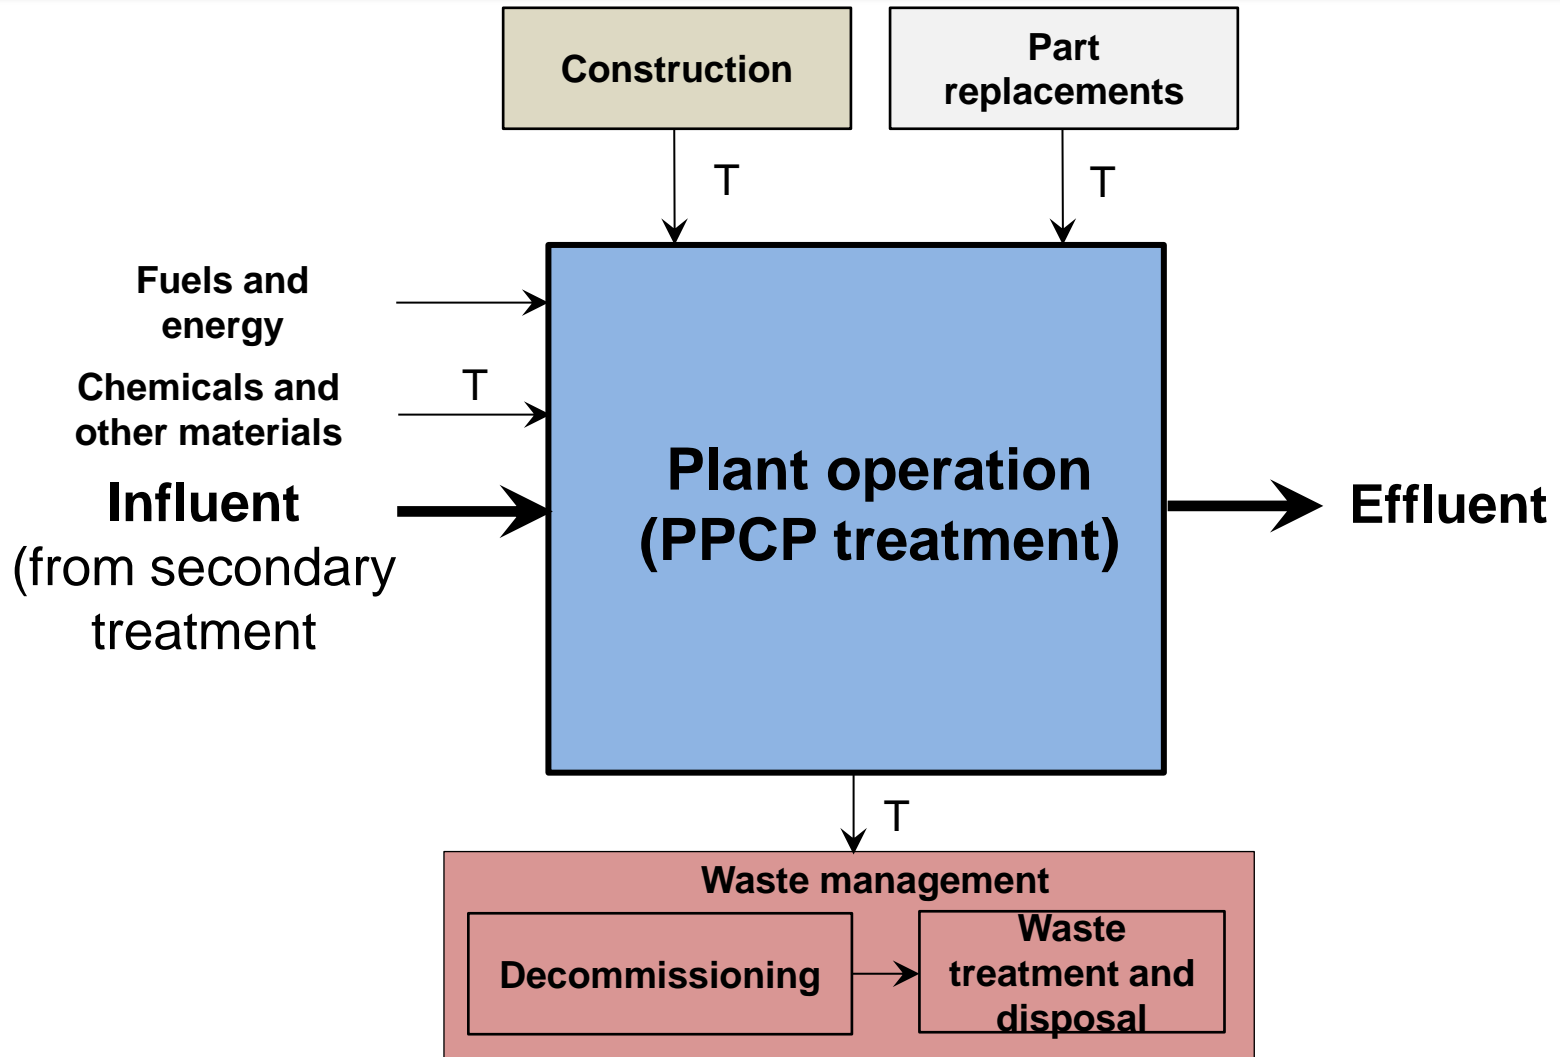 Construction
Part
replacements
T
T
Fuels and
energy
Chemicals and
other materials
T
Influent
(from secondary
treatment
Plant operation
(PPCP treatment)
Effluent
T
Waste management
Decommissioning
Waste
treatment and
disposal